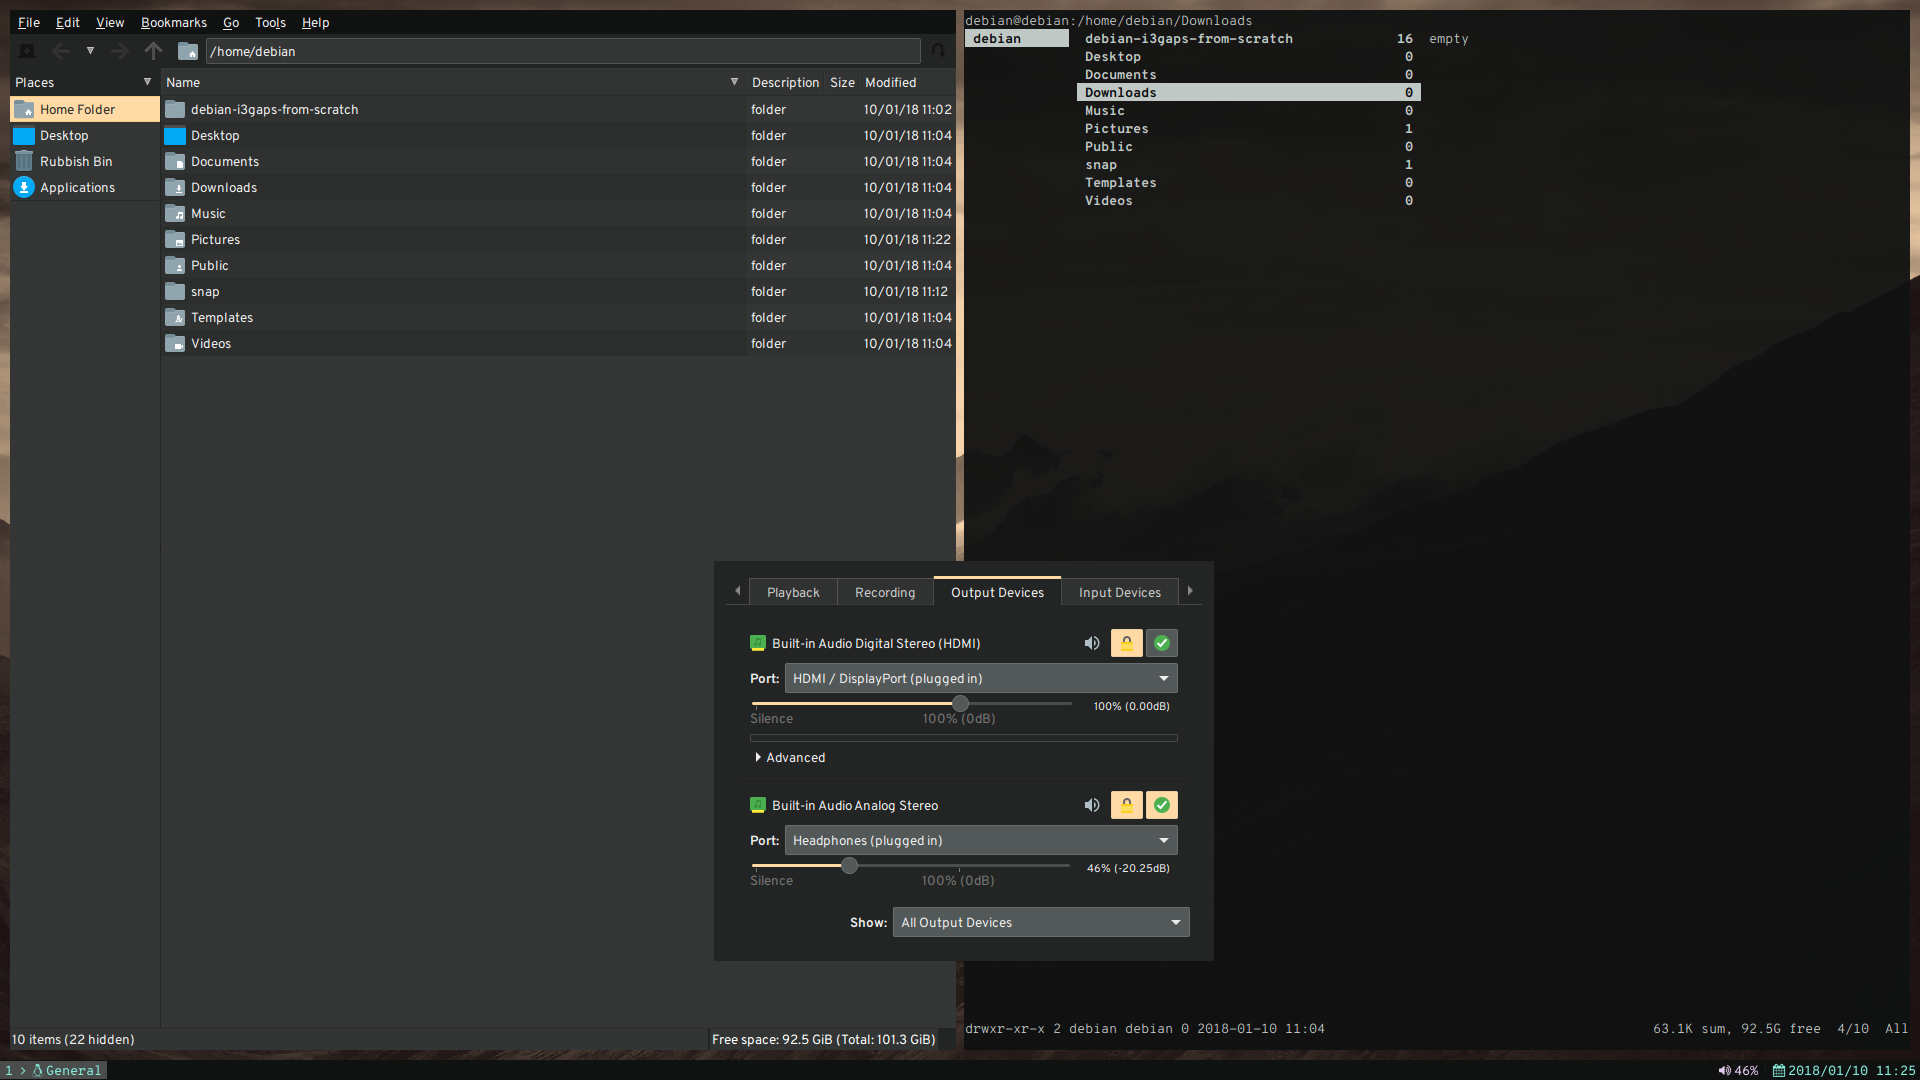 File Edit View Bookmarks Go Tools Help
/home/debian
Places
Home Folder
Desktop
Rubbish Bin
Applications
Name Description Size Modified
debian-i3gaps-from-scratch folder 10/01/18 11:02
Desktop folder 10/01/18 11:04
Documents folder 10/01/18 11:04
Downloads folder 10/01/18 11:04
Music folder 10/01/18 11:04
Pictures folder 10/01/18 11:22
Public folder 10/01/18 11:04
snap folder 10/01/18 11:12
Templates folder 10/01/18 11:04
Videos folder 10/01/18 11:04
10 items (22 hidden)
Free space: 92.5 GiB (Total: 101.3 GiB)
debian@debian:/home/debian/Downloads
debian debian-i3gaps-from-scratch 16 empty
Desktop 0
Documents 0
Downloads 0
Music 0
Pictures 1
Public 0
snap 1
Templates 0
Videos 0
Playback Recording Output Devices Input Devices
Built-in Audio Digital Stereo (HDMI)
Port: HDMI / DisplayPort (plugged in)
100% (0.00dB)
Silence 100% (0dB)
Advanced
Built-in Audio Analog Stereo
Port: Headphones (plugged in)
46% (-20.25dB)
Silence 100% (0dB)
Show: All Output Devices
drwxr-xr-x 2 debian debian 0 2018-01-10 11:04 63.1K sum, 92.5G free 4/10 All
1 > General 46% 2018/01/10 11:25